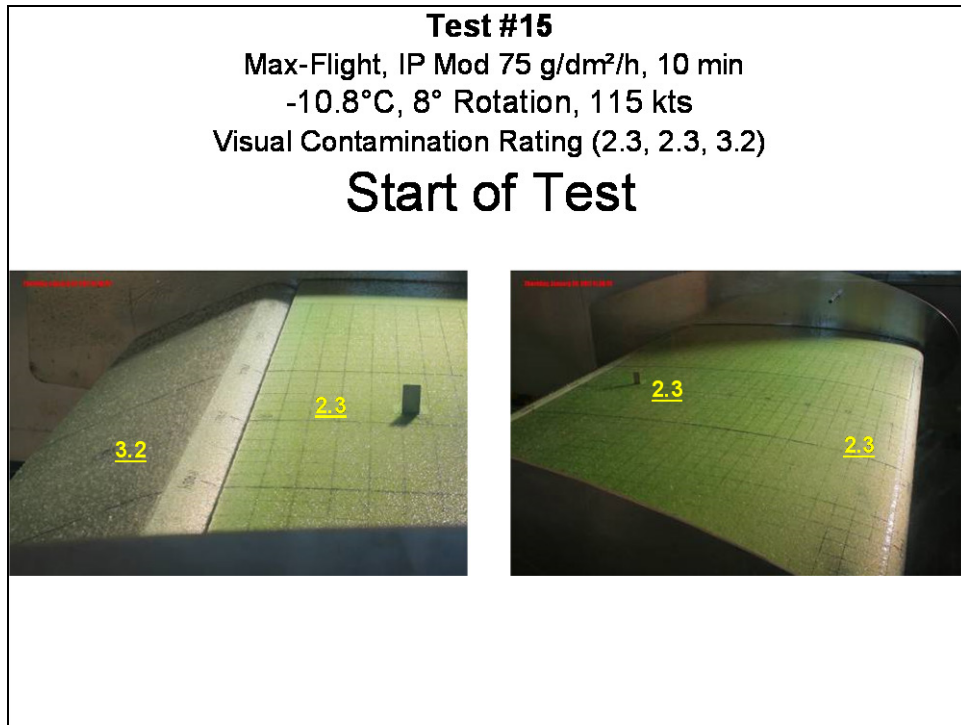 Test #15
Max-Flight, IP Mod 75 g/dm²/h, 10 min
-10.8°C, 8° Rotation, 115 kts
Visual Contamination Rating (2.3, 2.3, 3.2)
Start of Test
3.2
2.3
2.3
2.3